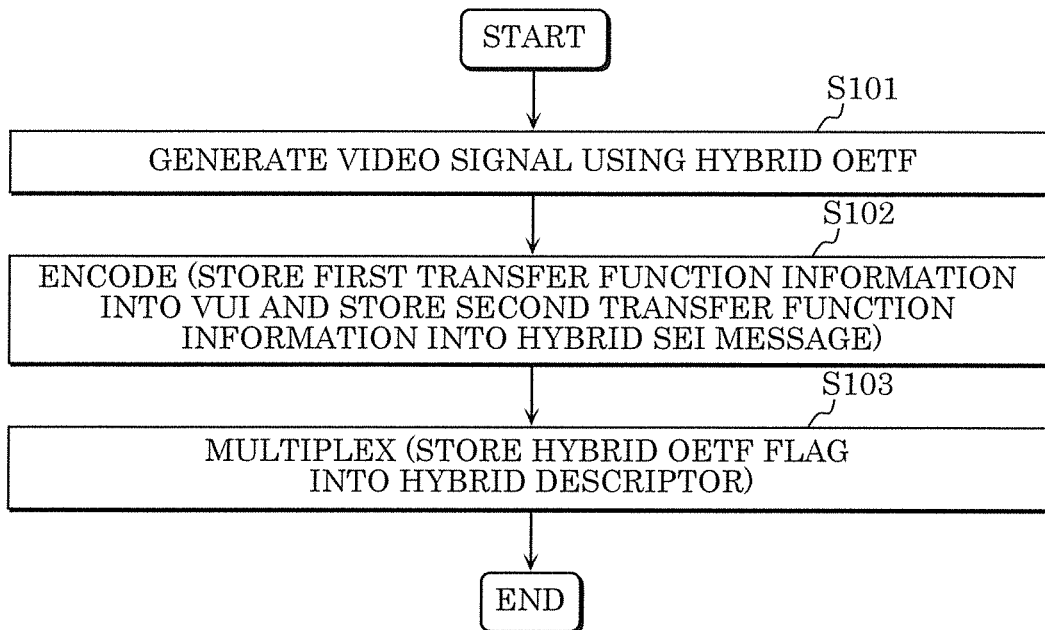 START
S101
GENERATE VIDEO SIGNAL USING HYBRID OETF
S102
ENCODE (STORE FIRST TRANSFER FUNCTION INFORMATION
INTO VUI AND STORE SECOND TRANSFER FUNCTION
INFORMATION INTO HYBRID SEI MESSAGE)
S103
MULTIPLEX (STORE HYBRID OETF FLAG
INTO HYBRID DESCRIPTOR)
END